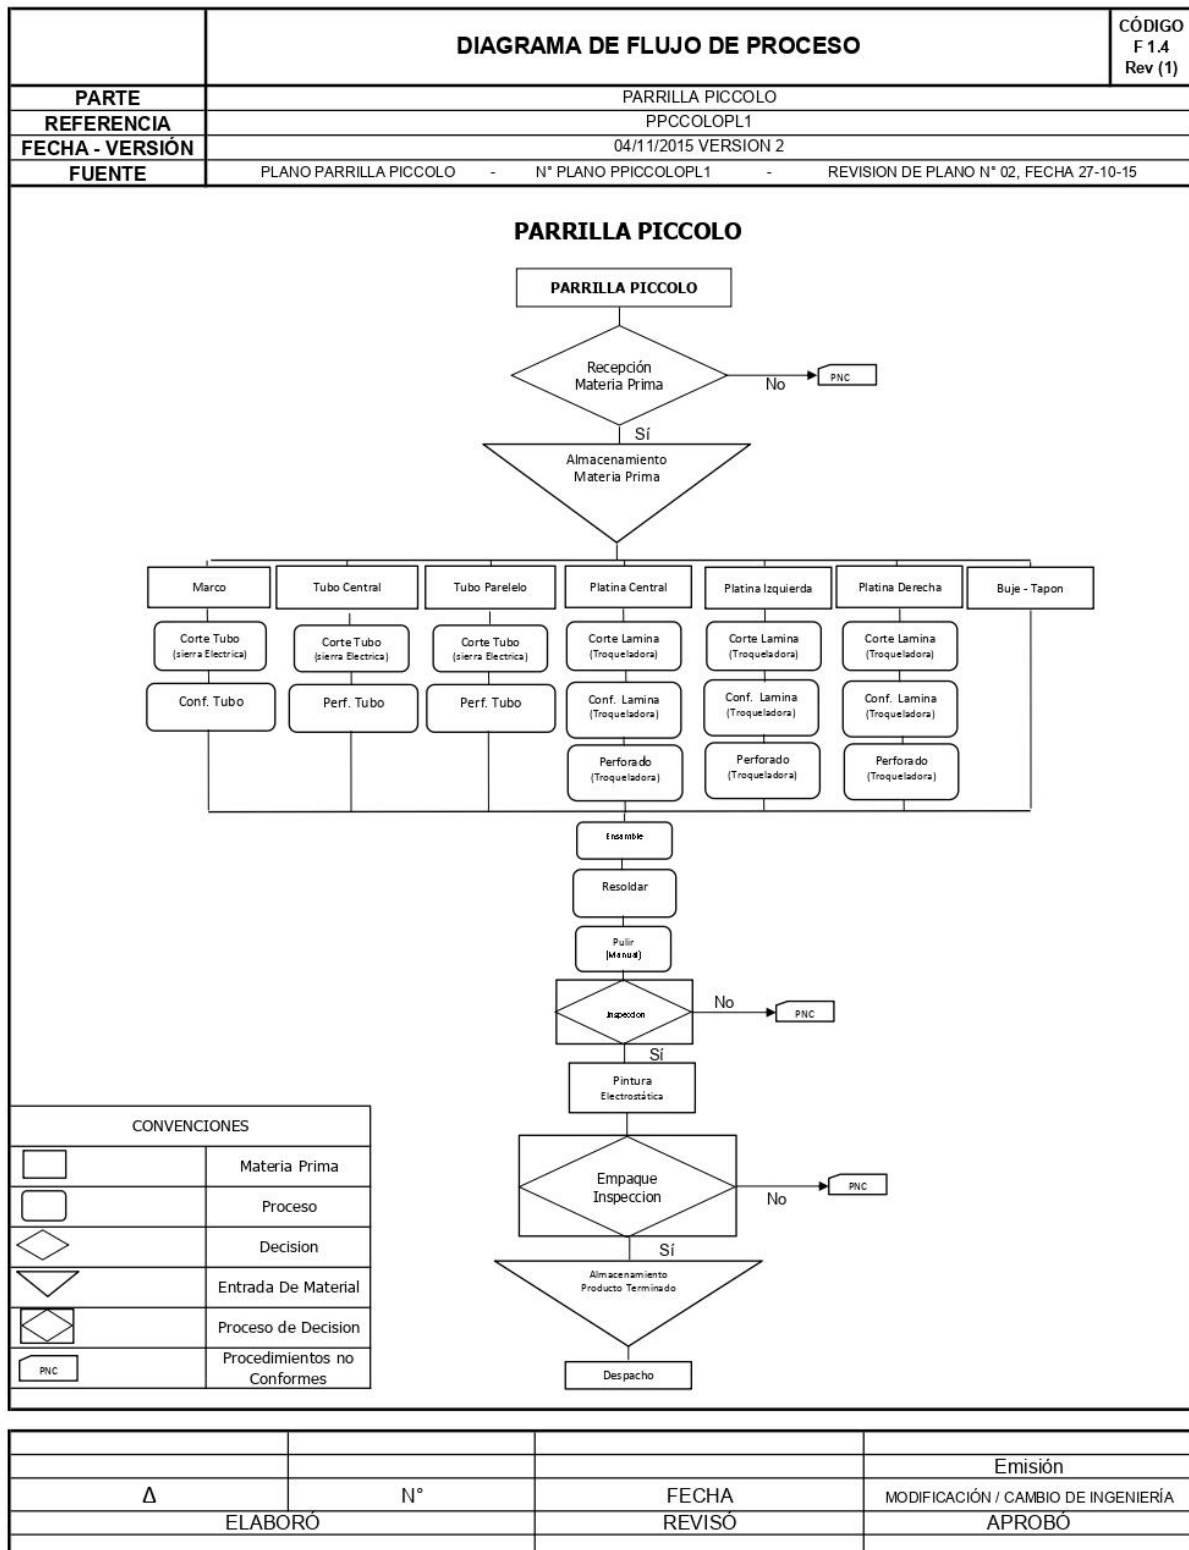 DIAGRAMA DE FLUJO DE PROCESO
CÓDIGO
F 1.4
Rev (1)
PARTE
PARRILLA PICCOLO
REFERENCIA
PPCCOLOPL1
FECHA - VERSIÓN
04/11/2015 VERSION 2
FUENTE
PLANO PARRILLA PICCOLO - N° PLANO PPICCOLOPL1 - REVISION DE PLANO N° 02, FECHA 27-10-15
PARRILLA PICCOLO
PARRILLA PICCOLO
Recepción
Materia Prima
No
PNC
Sí
Almacenamiento
Materia Prima
Marco
Tubo Central
Tubo Parelelo
Platina Central
Platina Izquierda
Platina Derecha
Buje - Tapon
Corte Tubo
(sierra Electrica)
Corte Tubo
(sierra Electrica)
Corte Tubo
(sierra Electrica)
Corte Lamina
(Troqueladora)
Corte Lamina
(Troqueladora)
Corte Lamina
(Troqueladora)
Conf. Tubo
Perf. Tubo
Perf. Tubo
Conf. Lamina
(Troqueladora)
Conf. Lamina
(Troqueladora)
Conf. Lamina
(Troqueladora)
Perforado
(Troqueladora)
Perforado
(Troqueladora)
Perforado
(Troqueladora)
Ensamble
Resoldar
Pulir
(Manual)
Inspeccion
No
PNC
Sí
Pintura
Electrostática
Empaque
Inspeccion
No
PNC
Sí
Almacenamiento
Producto Terminado
Despacho
CONVENCIONES
Materia Prima
Proceso
Decision
Entrada De Material
Proceso de Decision
PNC
Procedimientos no
Conformes
Emisión
Δ
N°
FECHA
MODIFICACIÓN / CAMBIO DE INGENIERÍA
ELABORÓ
REVISÓ
APROBÓ